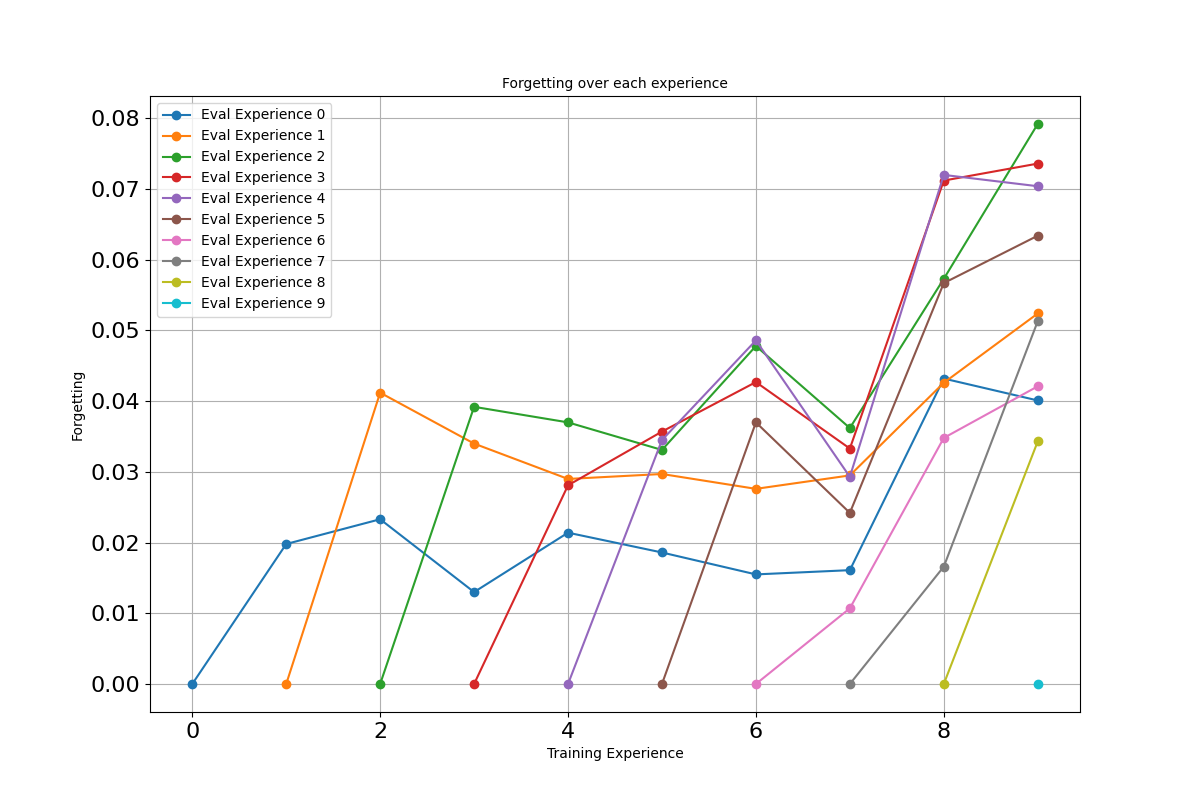 Forgetting over each experience
Eval Experience 0
Eval Experience 1
Eval Experience 2
Eval Experience 3
Eval Experience 4
Eval Experience 5
Eval Experience 6
Eval Experience 7
Eval Experience 8
Eval Experience 9
0.08
0.07
0.06
0.05
0.04
0.03
0.02
0.01
0.00
Forgetting
0 2 4 6 8
Training Experience